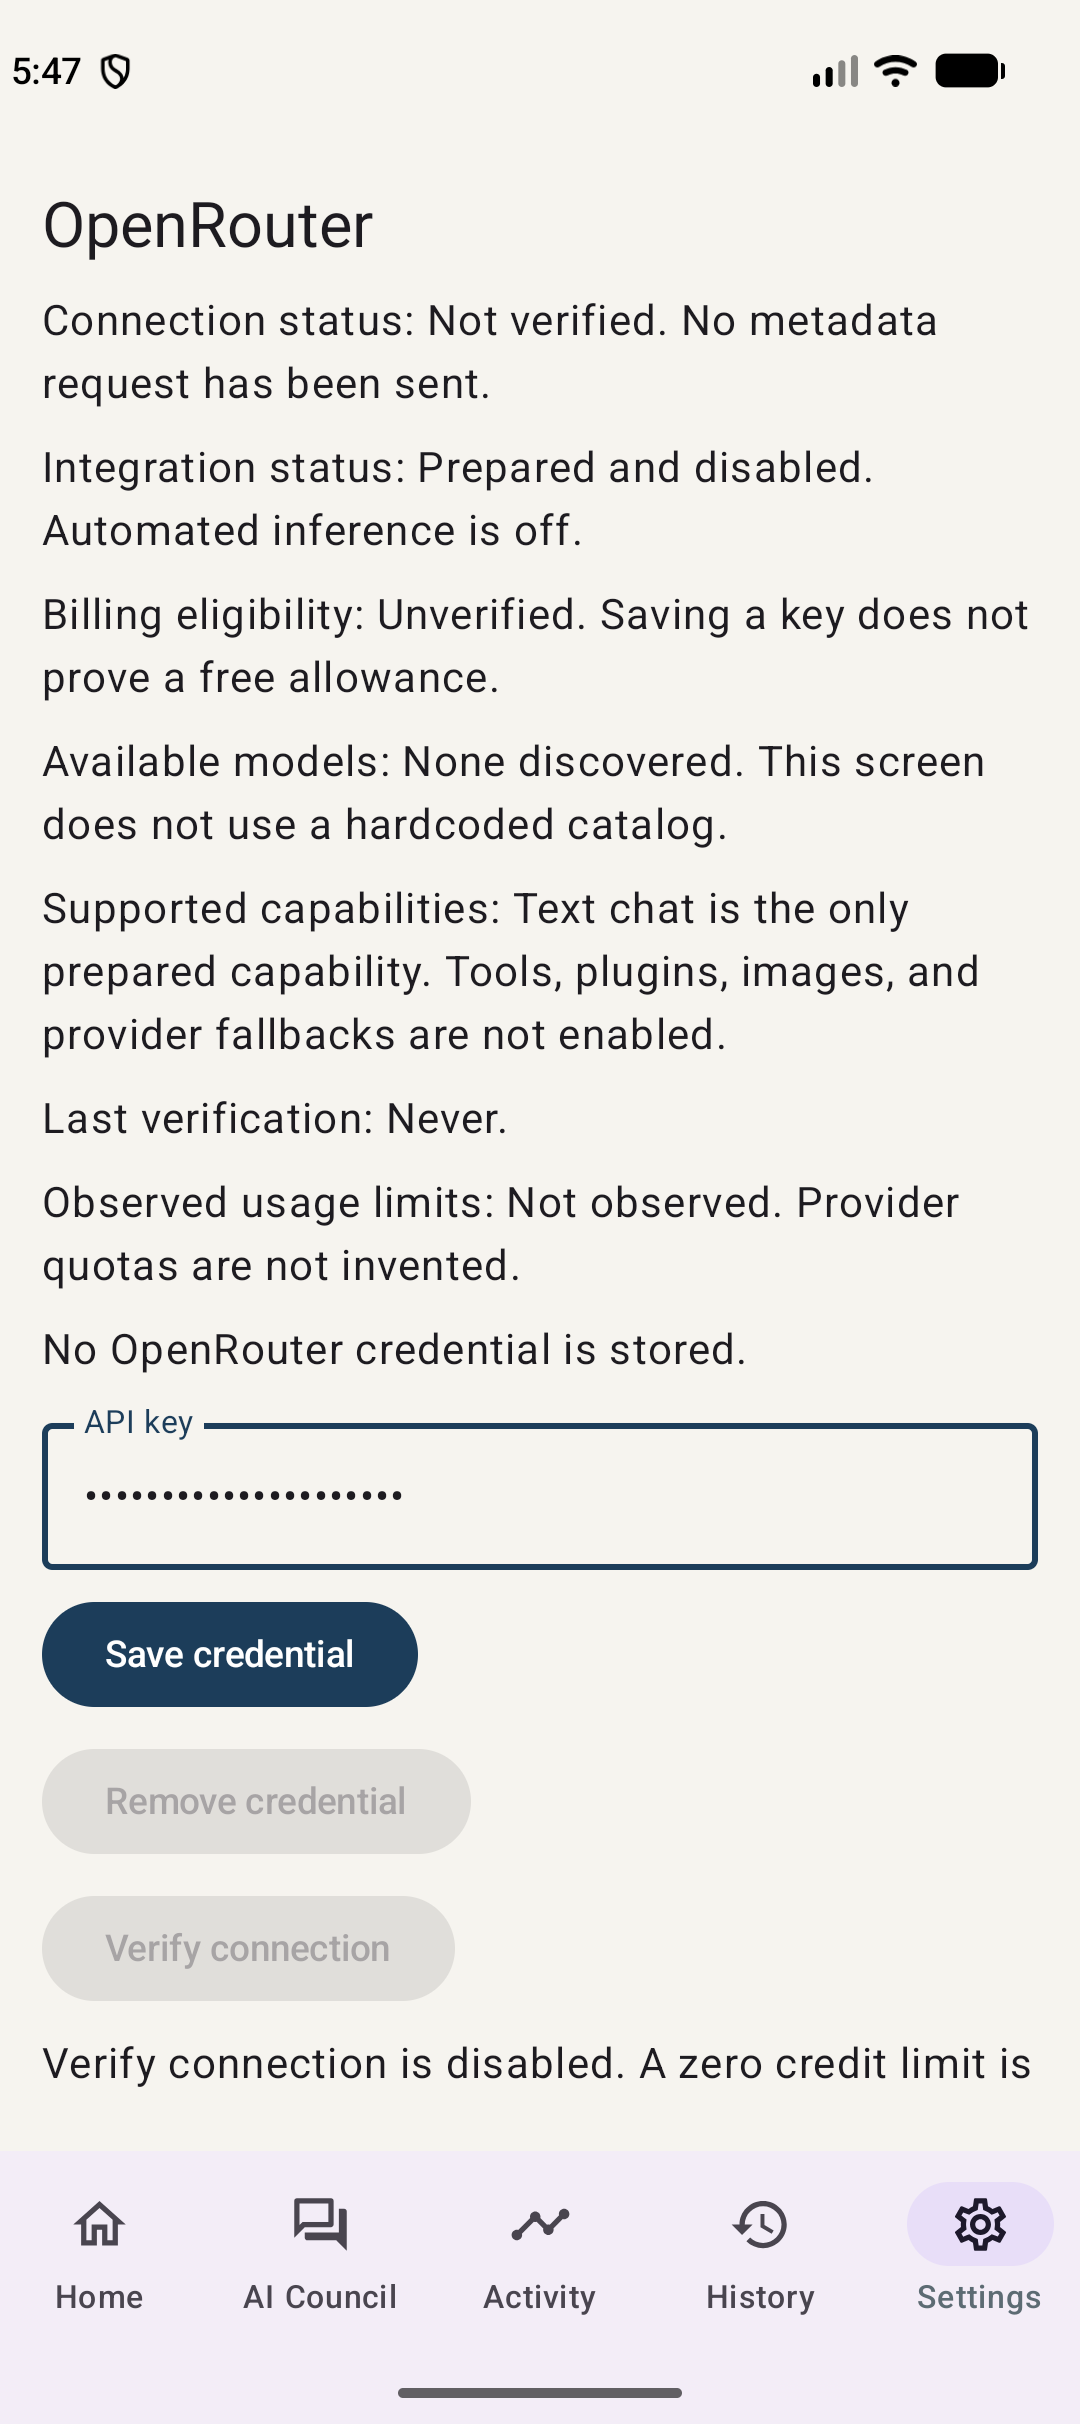 5:47
OpenRouter
Connection status: Not verified. No metadata
request has been sent.
Integration status: Prepared and disabled.
Automated inference is off.
Billing eligibility: Unverified. Saving a key does not
prove a free allowance.
Available models: None discovered. This screen
does not use a hardcoded catalog.
Supported capabilities: Text chat is the only
prepared capability. Tools, plugins, images, and
provider fallbacks are not enabled.
Last verification: Never.
Observed usage limits: Not observed. Provider
quotas are not invented.
No OpenRouter credential is stored.
API key
•••••••••••••••••••••
Save credential
Remove credential
Verify connection
Verify connection is disabled. A zero credit limit is
Home AI Council Activity History Settings